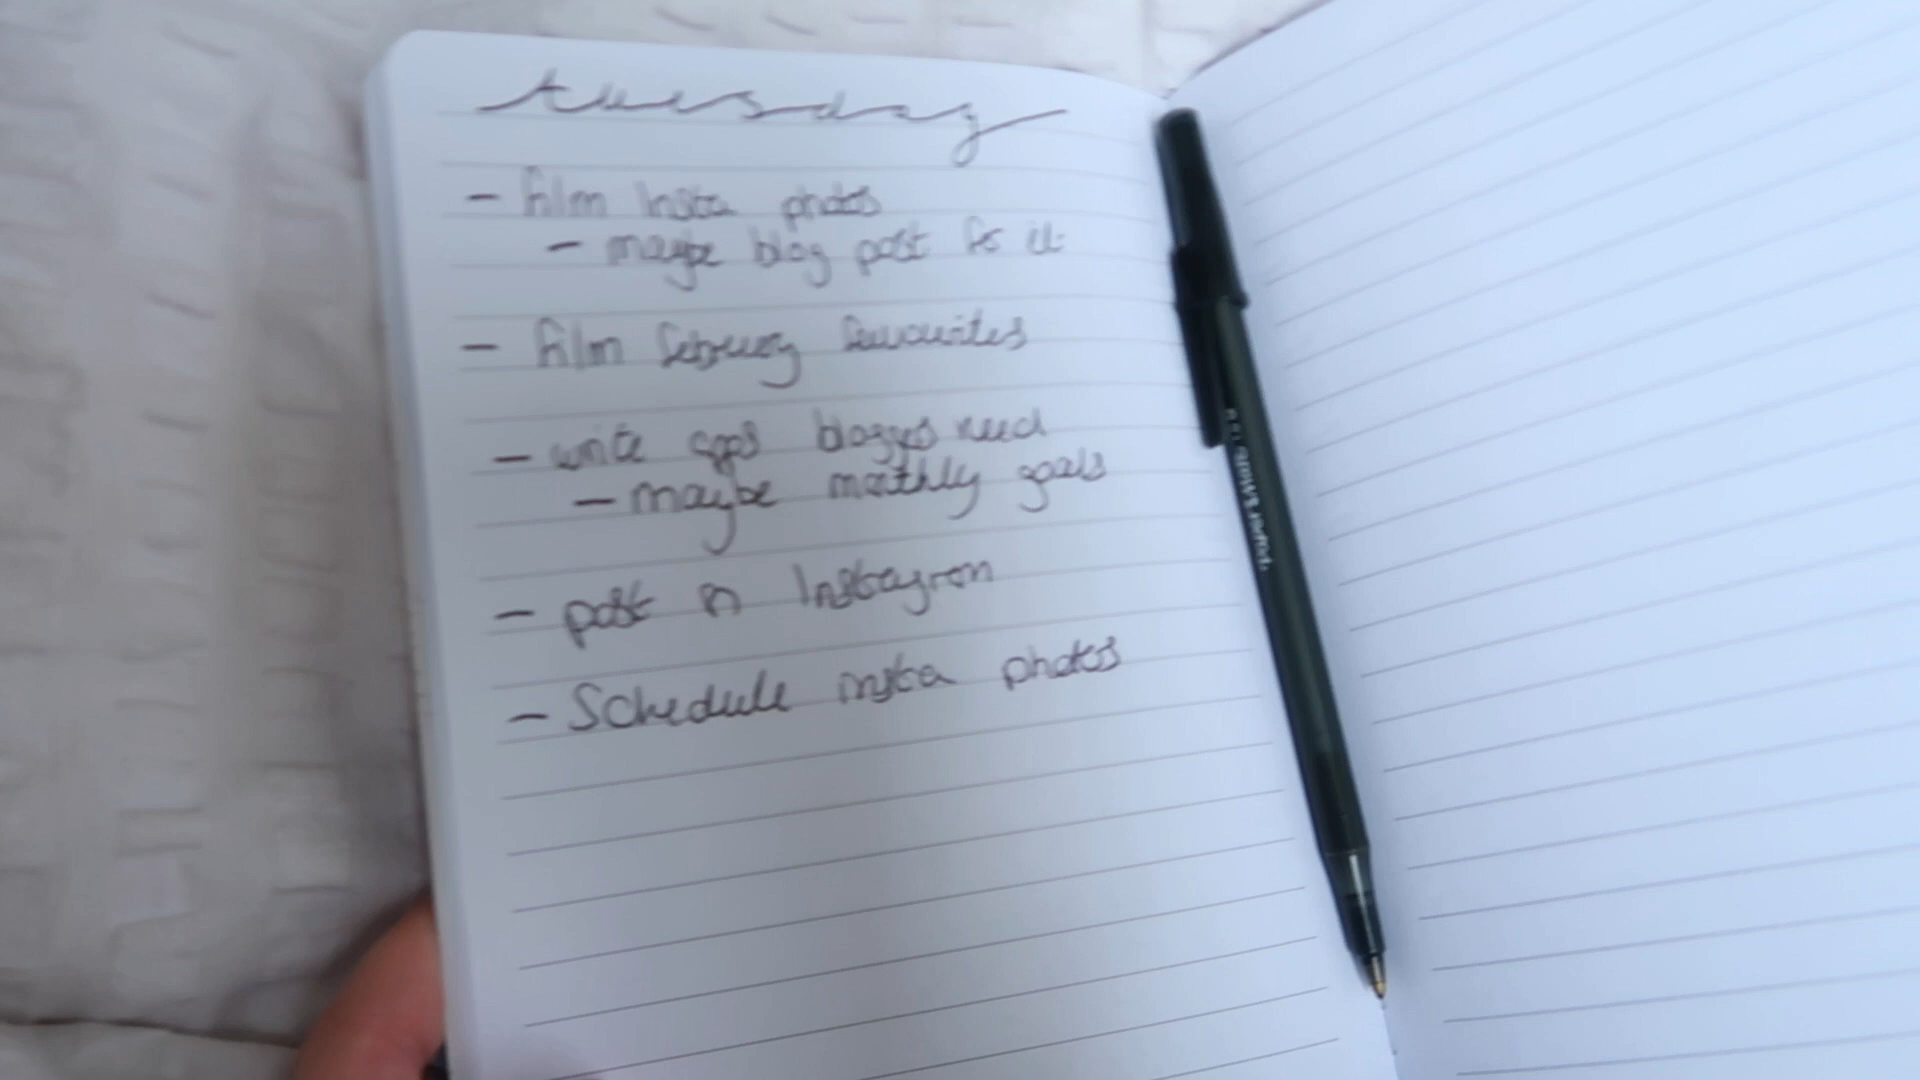 tuesday
- film Insta photos
- maybe blog post for it
- film february favourites
- write apps bloggers need
- maybe monthly goals
- post on Instagram
- Schedule insta photos